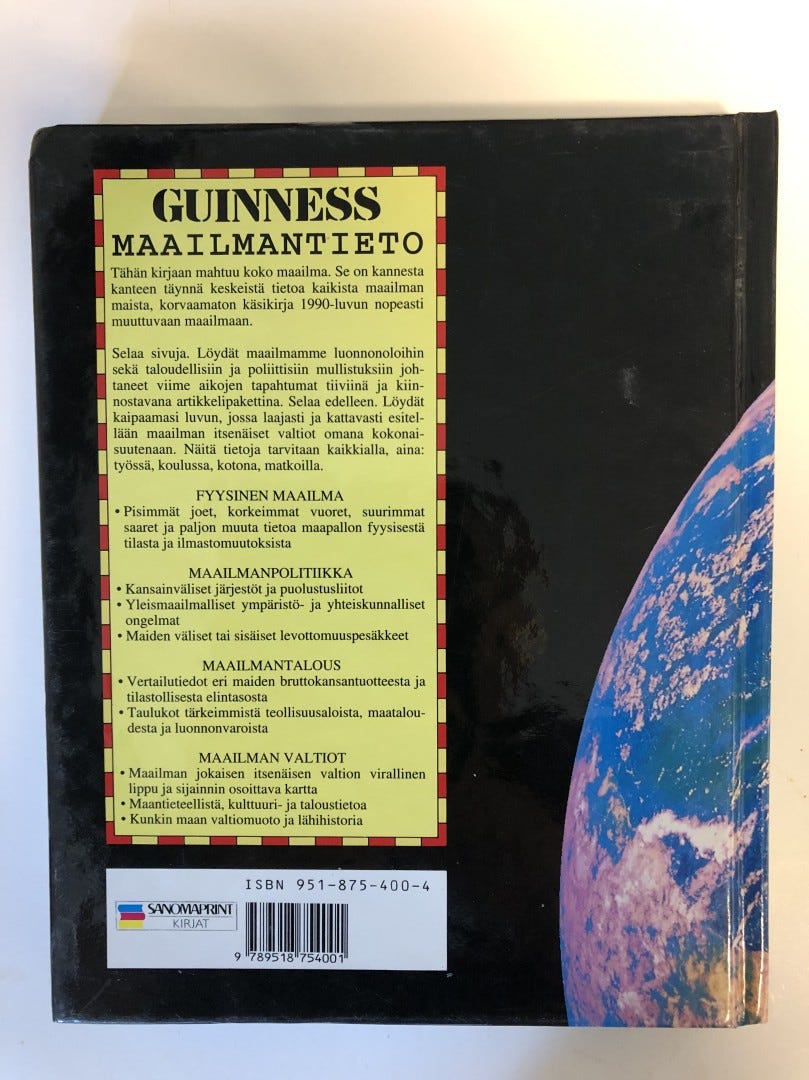 GUINNESS
MAAILMANTIETO
Tähän kirjaan mahtuu koko maailma. Se on kannesta
kanteen täynnä keskeistä tietoa kaikista maailman
maista, korvaamaton käsikirja 1990-luvun nopeasti
muuttuvaan maailmaan.
Selaa sivuja. Löydät maailmamme luonnonoloihin
sekä taloudellisiin ja poliittisiin mullistuksiin joh-
taneet viime aikojen tapahtumat tiiviinä ja kiin-
nostavana artikkelipakettina. Selaa edelleen. Löydät
kaipaamasi luvun, jossa laajasti ja kattavasti esitel-
lään maailman itsenäiset valtiot omana kokonai-
suutenaan. Näitä tietoja tarvitaan kaikkialla, aina:
työssä, koulussa, kotona, matkoilla.
FYYSINEN MAAILMA
• Pisimmät joet, korkeimmat vuoret, suurimmat
saaret ja paljon muuta tietoa maapallon fyysisestä
tilasta ja ilmastomuutoksista
MAAILMANPOLITIIKKA
• Kansainväliset järjestöt ja puolustusliitot
• Yleismaailmalliset ympäristö- ja yhteiskunnalliset
ongelmat
• Maiden väliset tai sisäiset levottomuuspesäkkeet
MAAILMANTALOUS
• Vertailutiedot eri maiden bruttokansantuotteesta ja
tilastollisesta elintasosta
• Taulukot tärkeimmistä teollisuusaloista, maatalou-
desta ja luonnonvaroista
MAAILMAN VALTIOT
• Maailman jokaisen itsenäisen valtion virallinen
lippu ja sijainnin osoittava kartta
• Maantieteellistä, kulttuuri- ja taloustietoa
• Kunkin maan valtiomuoto ja lähihistoria
ISBN 951-875-400-4
SANOMAPRINT
KIRJAT
9 789518 754001